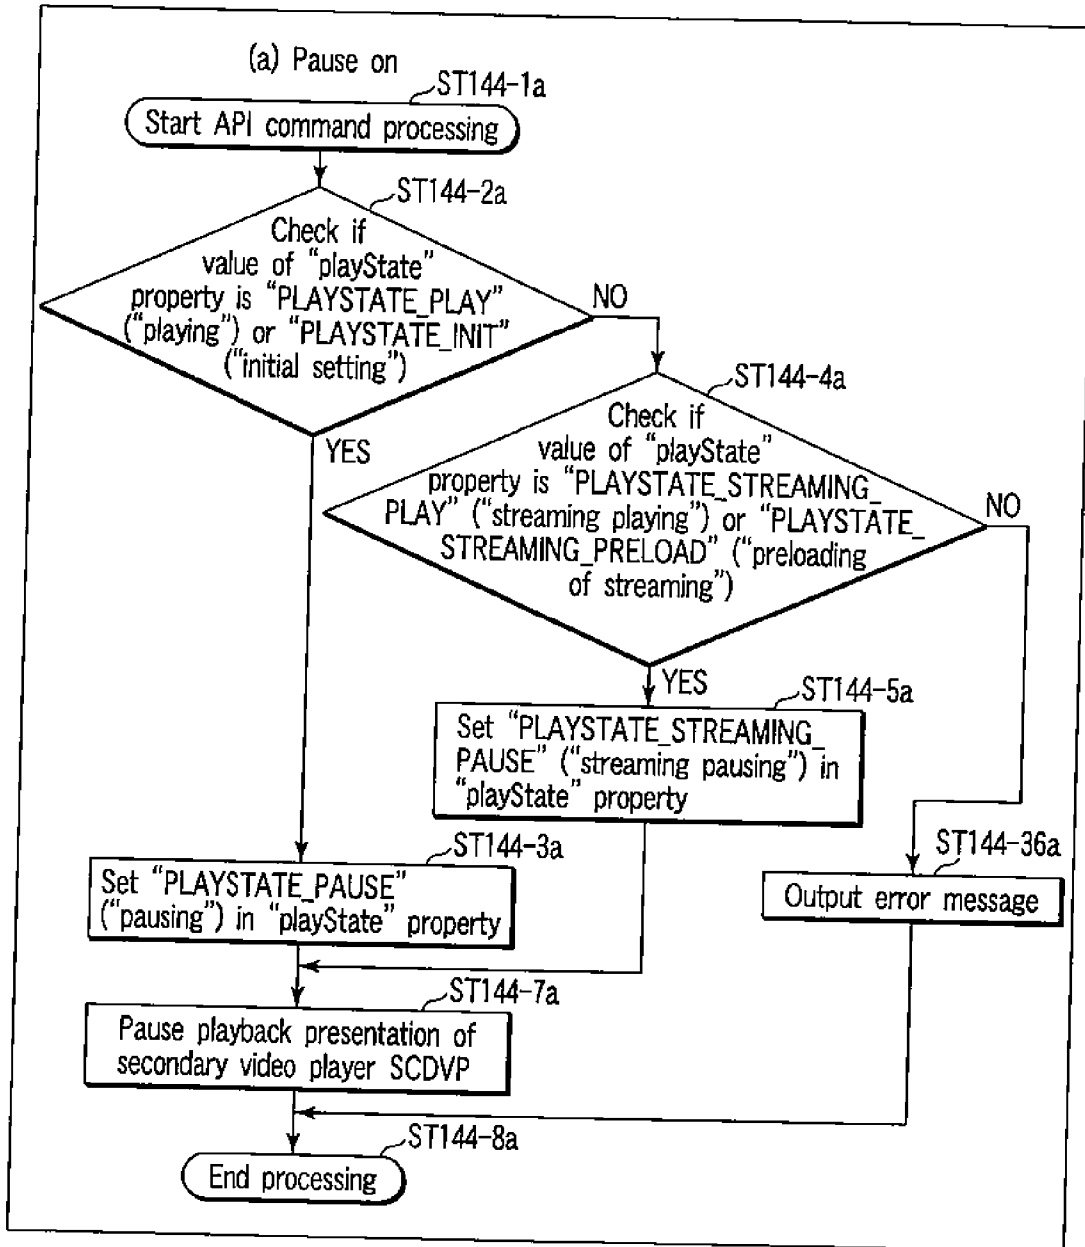 (a) Pause on
ST144-1a
Start API command processing
ST144-2a
Check if
value of “playState”
property is “PLAYSTATE_PLAY”
(“playing”) or “PLAYSTATE_INIT”
(“initial setting”)
NO
YES
ST144-4a
Check if
value of “playState”
property is “PLAYSTATE_STREAMING_
PLAY” (“streaming playing”) or “PLAYSTATE_
STREAMING_PRELOAD” (“preloading
of streaming”)
NO
YES
ST144-5a
Set “PLAYSTATE_STREAMING_
PAUSE” (“streaming pausing”) in
“playState” property
ST144-3a
Set “PLAYSTATE_PAUSE”
(“pausing”) in “playState” property
ST144-36a
Output error message
ST144-7a
Pause playback presentation of
secondary video player SCDVP
ST144-8a
End processing